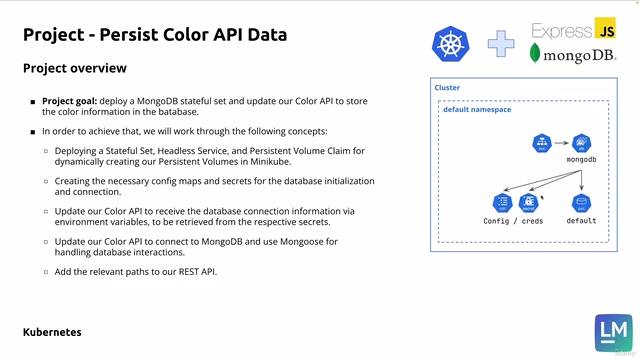 Project - Persist Color API Data
Project overview
Project goal: deploy a MongoDB stateful set and update our Color API to store
the color information in the batabase.
In order to achieve that, we will work through the following concepts:
Deploying a Stateful Set, Headless Service, and Persistent Volume Claim for
dynamically creating our Persistent Volumes in Minikube.
Creating the necessary config maps and secrets for the database initialization
and connection.
Update our Color API to receive the database connection information via
environment variables, to be retrieved from the respective secrets.
Update our Color API to connect to MongoDB and use Mongoose for
handling database interactions.
Add the relevant paths to our REST API.
Kubernetes
Express JS
mongoDB
Cluster
default namespace
mongodb
Config / creds
default
LM